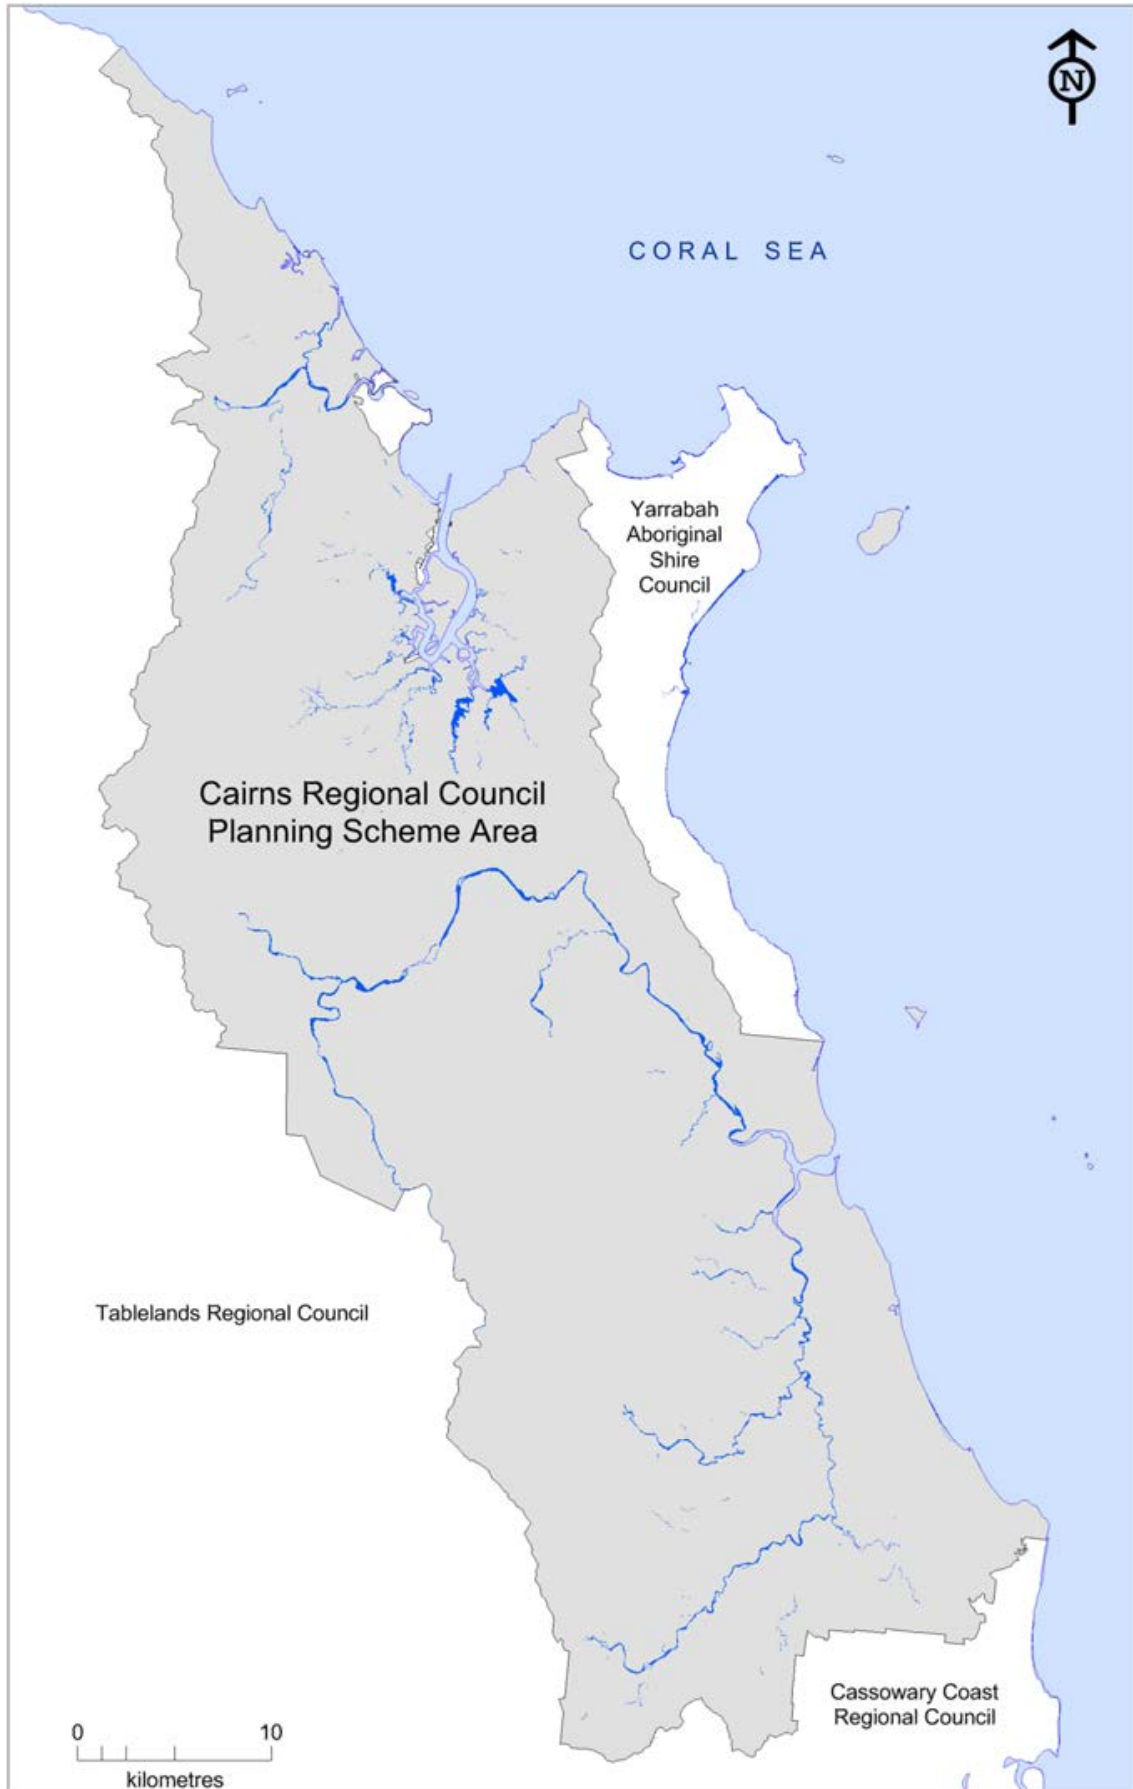 N
CORAL SEA
Yarrabah
Aboriginal
Shire
Council
Cairns Regional Council
Planning Scheme Area
Tablelands Regional Council
Cassowary Coast
Regional Council
0 10
kilometres